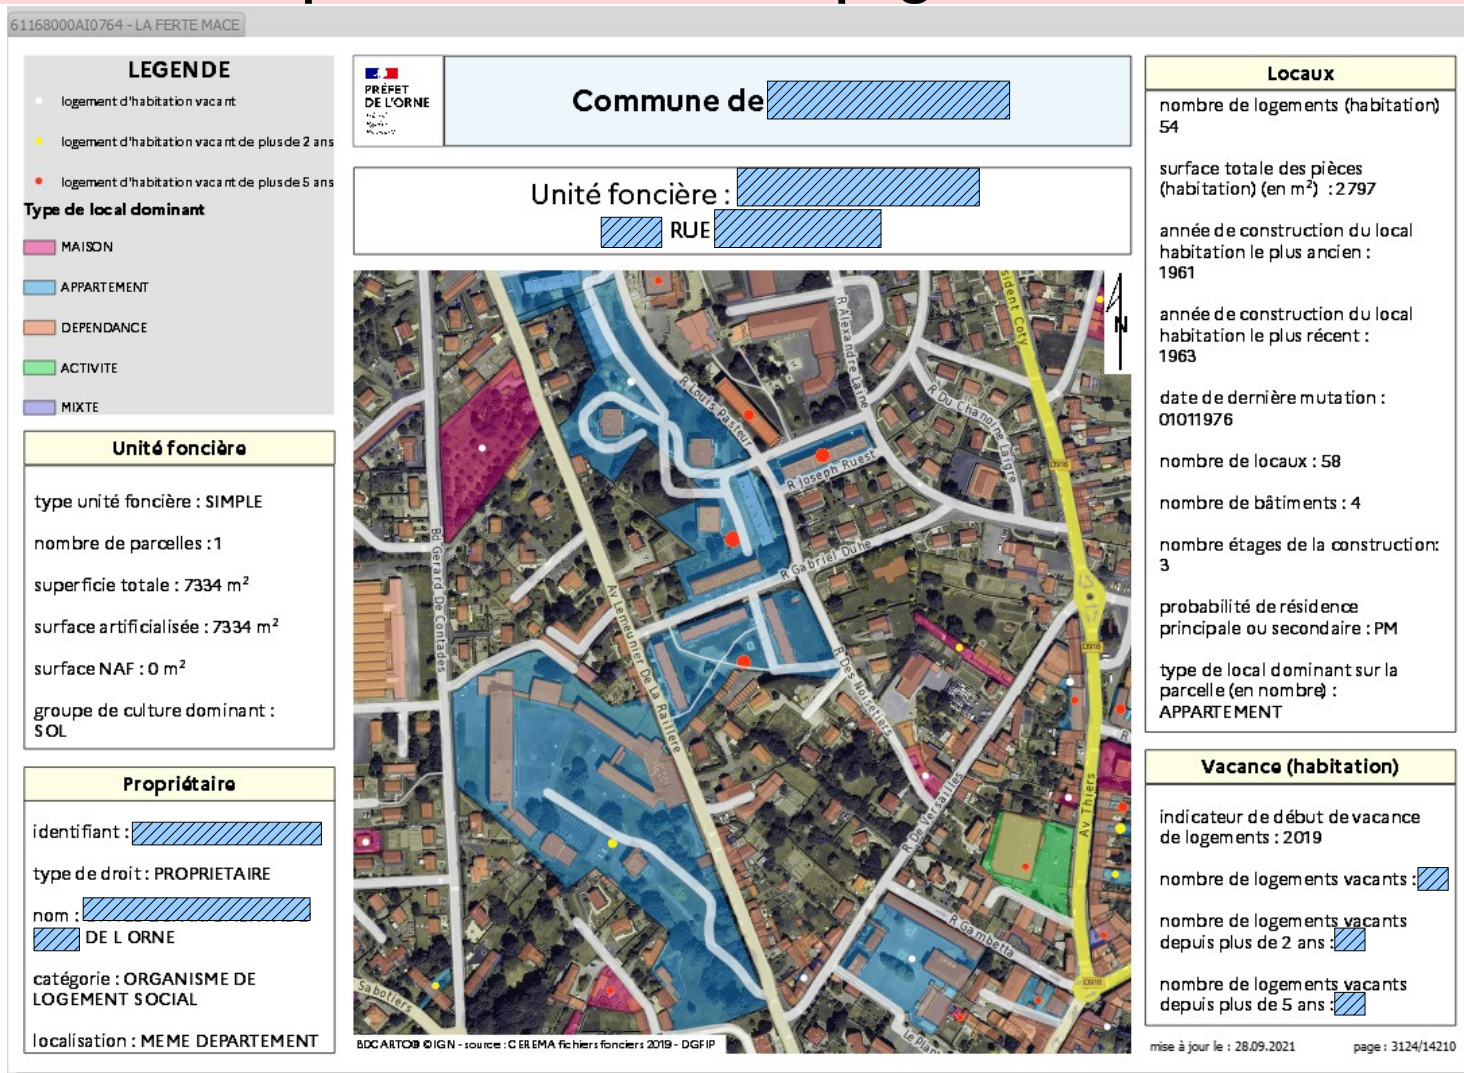 61168000AI0764 - LA FERTE MACE
LEGENDE
logement d'habitation vacant
logement d'habitation vacant de plus de 2 ans
logement d'habitation vacant de plus de 5 ans
Type de local dominant
MAISON
APPARTEMENT
DEPENDANCE
ACTIVITE
MIXTE
Unité foncière
type unité foncière : SIMPLE
nombre de parcelles : 1
superficie totale : 7334 m²
surface artificialisée : 7334 m²
surface NAF : 0 m²
groupe de culture dominant :
SOL
Propriétaire
identifiant :
type de droit : PROPRIETAIRE
nom :
DE L ORNE
catégorie : ORGANISME DE
LOGEMENT SOCIAL
localisation : MEME DEPARTEMENT
PRÉFET
DE L'ORNE
Commune de
Unité foncière :
RUE
R Louis Pasteur
R Alexandre Laine
sident Coty
N
R Du Chanoine Laigre
D916
R Joseph Ruest
R Gabriel Duhe
Bd Gerard De Contades
Av Lemeunier De La Raillere
R Des Noisetiers
D916
R De Versailles
Av Thiers
R Gambetta
D916
Sabotiers
Le Plant
BDCARTO® ©IGN - source : CEREMA fichiers fonciers 2019 - DGFIP
Locaux
nombre de logements (habitation)
54
surface totale des pièces
(habitation) (en m²) : 2797
année de construction du local
habitation le plus ancien :
1961
année de construction du local
habitation le plus récent :
1963
date de dernière mutation :
01011976
nombre de locaux : 58
nombre de bâtiments : 4
nombre étages de la construction:
3
probabilité de résidence
principale ou secondaire : PM
type de local dominant sur la
parcelle (en nombre) :
APPARTEMENT
Vacance (habitation)
indicateur de début de vacance
de logements : 2019
nombre de logements vacants :
nombre de logements vacants
depuis plus de 2 ans :
nombre de logements vacants
depuis plus de 5 ans :
mise à jour le : 28.09.2021
page : 3124/14210